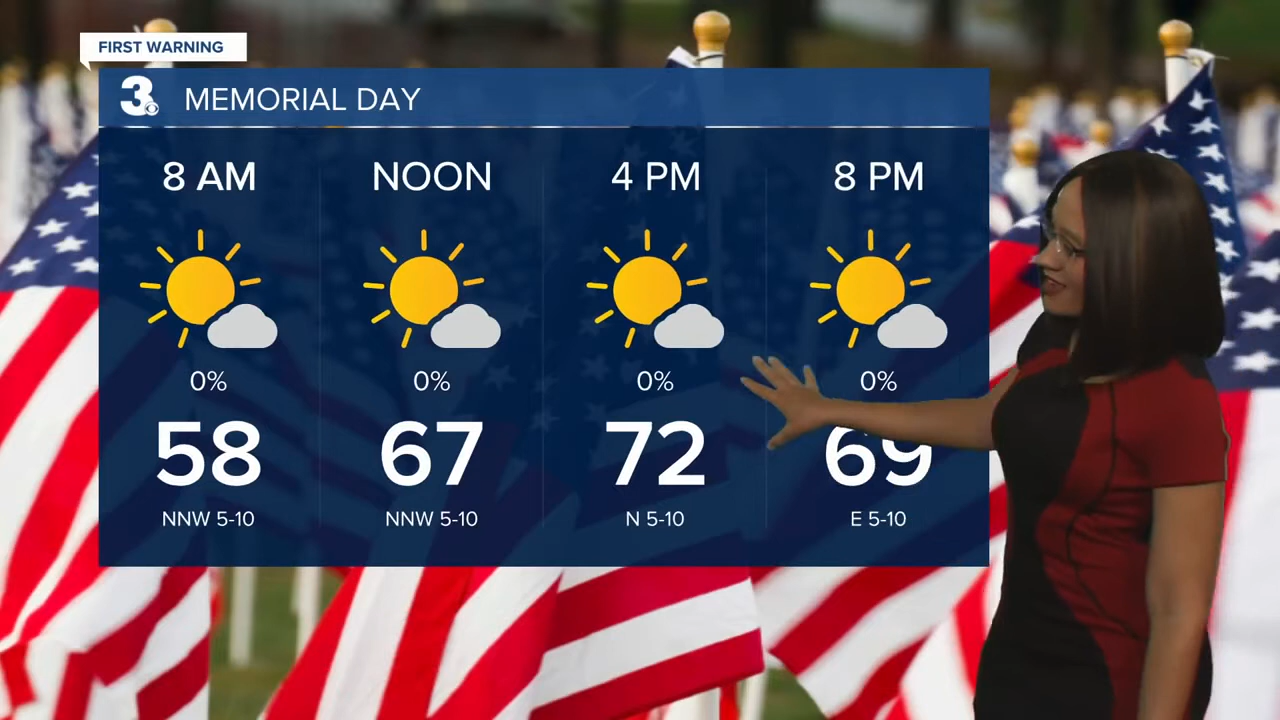 FIRST WARNING
3 MEMORIAL DAY
8 AM NOON 4 PM 8 PM
0% 0% 0% 0%
58 67 72 69
NNW 5-10 NNW 5-10 N 5-10 E 5-10